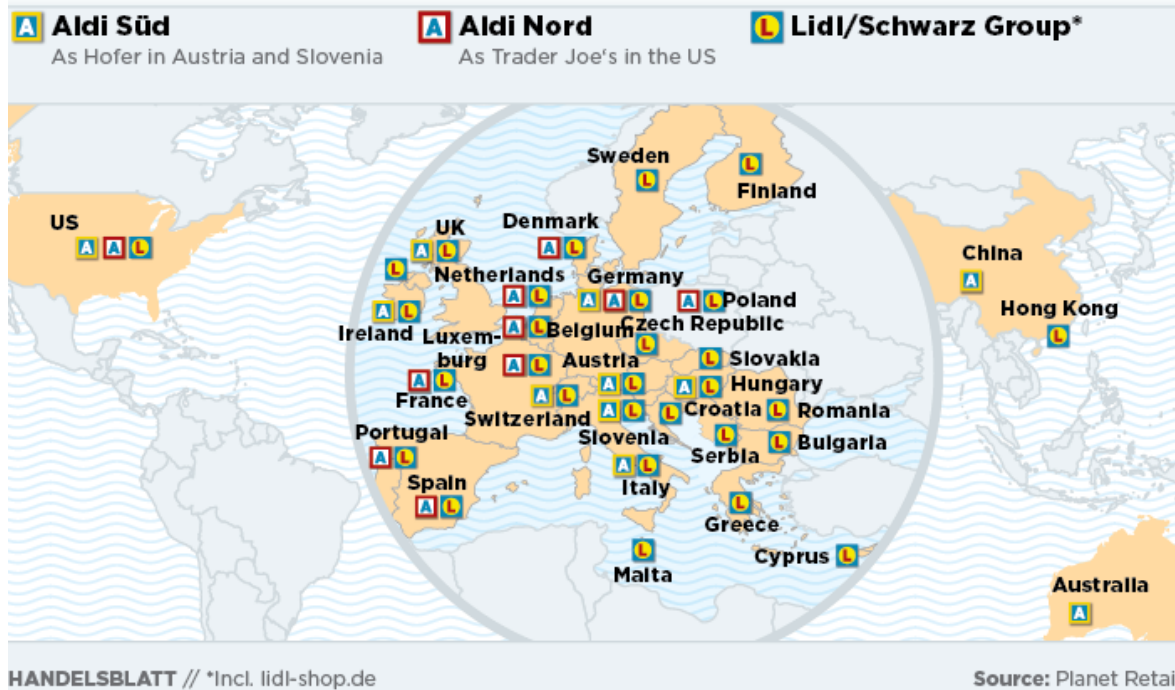 A Aldi Süd
As Hofer in Austria and Slovenia
A Aldi Nord
As Trader Joe's in the US
L Lidl/Schwarz Group*
US
A A L
UK
A L
L
Ireland
A L
Sweden
L
Finland
L
Denmark
A L
Netherlands
A L
Germany
A A L
Poland
A L
Belgium
A L
Czech Republic
L
Luxem-
burg
A L
Austria
A L
Slovakia
L
France
A L
Switzerland
A L
Hungary
A L
Slovenia
A L
Croatia
L
Romania
L
Portugal
A L
Serbia
L
Bulgaria
L
Spain
A L
Italy
A L
Greece
L
Malta
L
Cyprus
L
China
A
Hong Kong
L
Australia
A
HANDELSBLATT // *Incl. lidl-shop.de
Source: Planet Retai